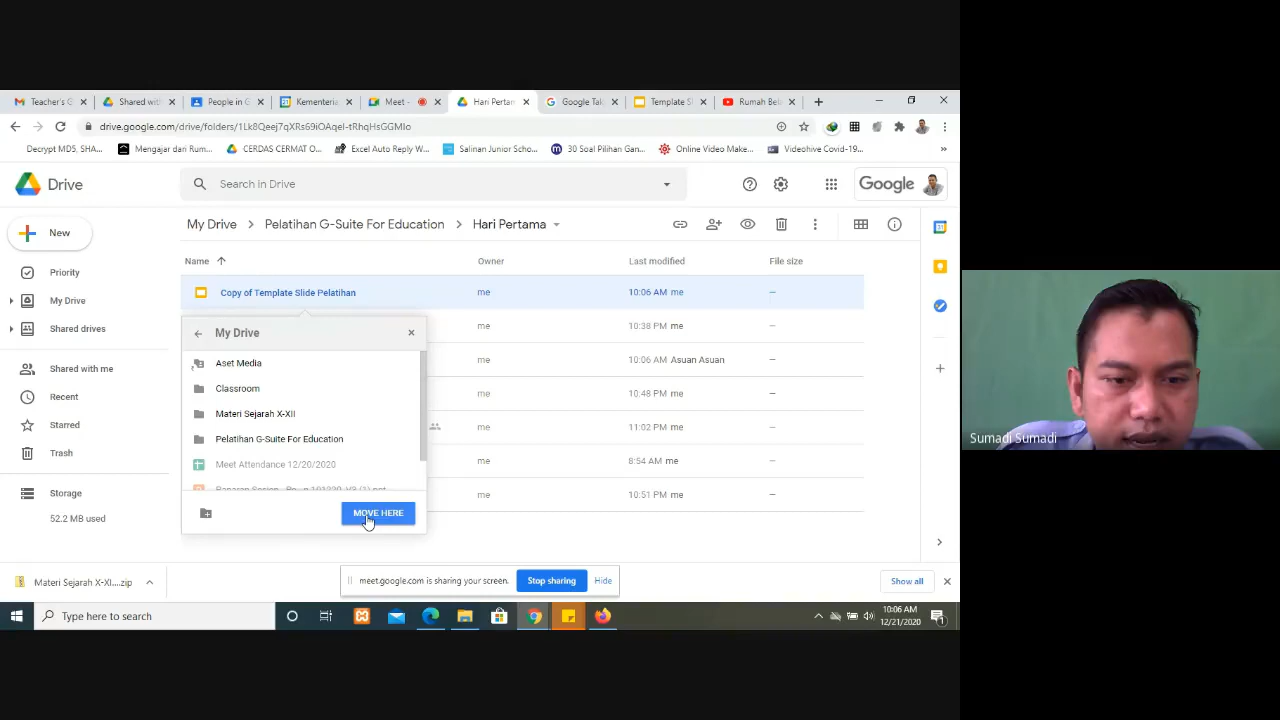 Teacher's G
Shared with
People in G
Kementeria
Meet -
Hari Pertam
Google Tak
Template Sl
Rumah Bela
drive.google.com/drive/folders/
Decrypt MD5, SHA...
Mengajar dari Rum...
CERDAS CERMAT O...
Excel Auto Reply W...
Salinan Junior Scho...
30 Soal Pilihan Gan...
Online Video Make...
Videohive Covid-19...
»
Drive
Search in Drive
Google
New
My Drive > Pelatihan G-Suite For Education > Hari Pertama
Priority
My Drive
Shared drives
Shared with me
Recent
Starred
Trash
Storage
52.2 MB used
Name Owner Last modified File size
Copy of Template Slide Pelatihan me 10:06 AM me —
me 10:38 PM me —
me 10:06 AM Asuan Asuan —
me 10:48 PM me —
me 11:02 PM me —
me 8:54 AM me —
me 10:51 PM me —
My Drive
Aset Media
Classroom
Materi Sejarah X-XII
Pelatihan G-Suite For Education
Meet Attendance 12/20/2020
MOVE HERE
Sumadi Sumadi
Materi Sejarah X-XI....zip
meet.google.com is sharing your screen.
Stop sharing
Hide
Show all
Type here to search
10:06 AM
12/21/2020
1